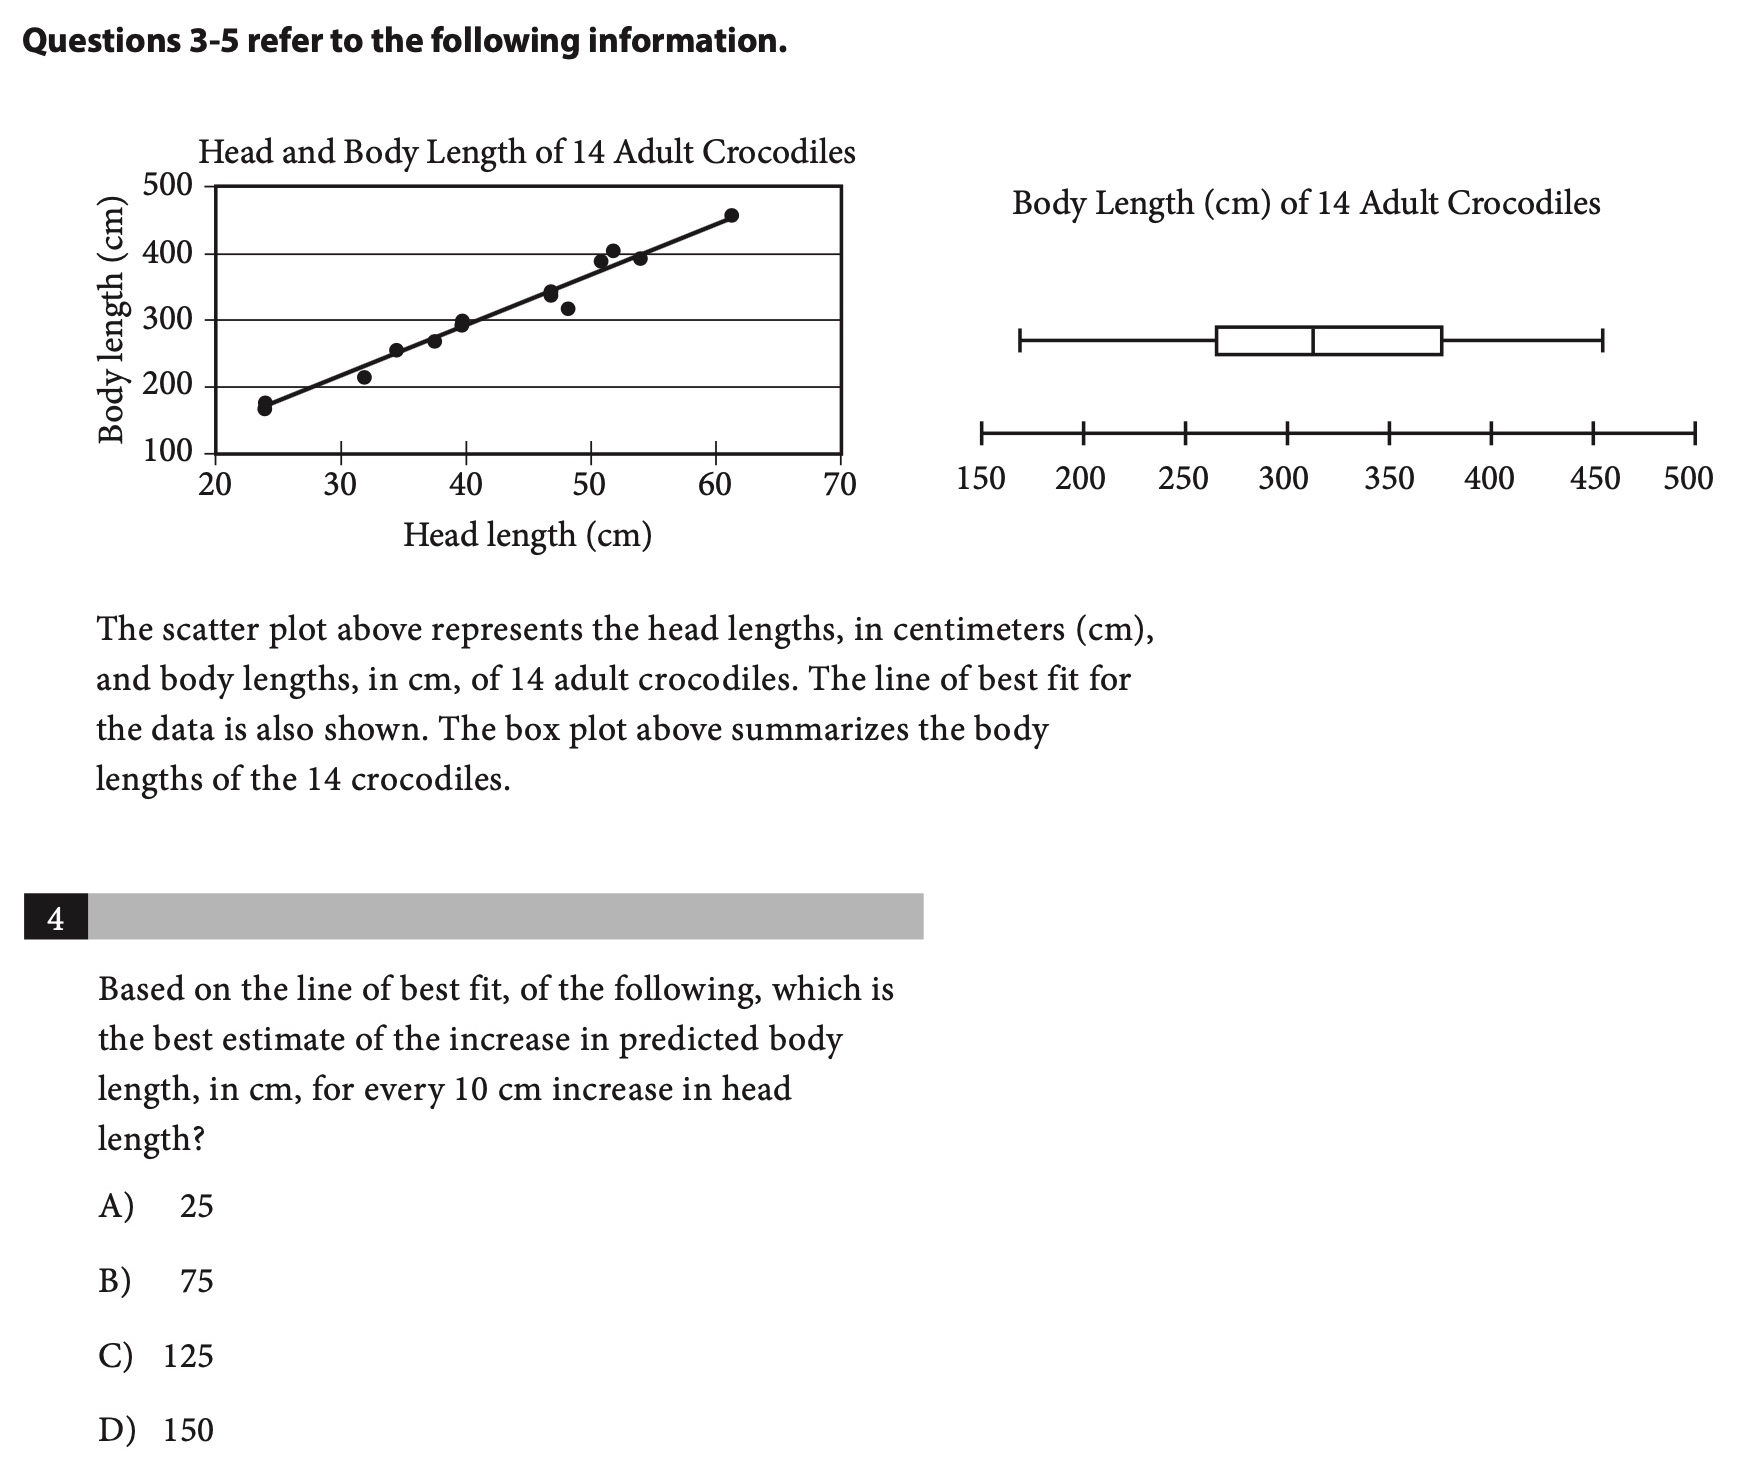 Questions 3-5 refer to the following information.
Head and Body Length of 14 Adult Crocodiles
Body length (cm)
500
400
300
200
100
20 30 40 50 60 70
Head length (cm)
Body Length (cm) of 14 Adult Crocodiles
150 200 250 300 350 400 450 500
The scatter plot above represents the head lengths, in centimeters (cm),
and body lengths, in cm, of 14 adult crocodiles. The line of best fit for
the data is also shown. The box plot above summarizes the body
lengths of the 14 crocodiles.
4
Based on the line of best fit, of the following, which is
the best estimate of the increase in predicted body
length, in cm, for every 10 cm increase in head
length?
A) 25
B) 75
C) 125
D) 150